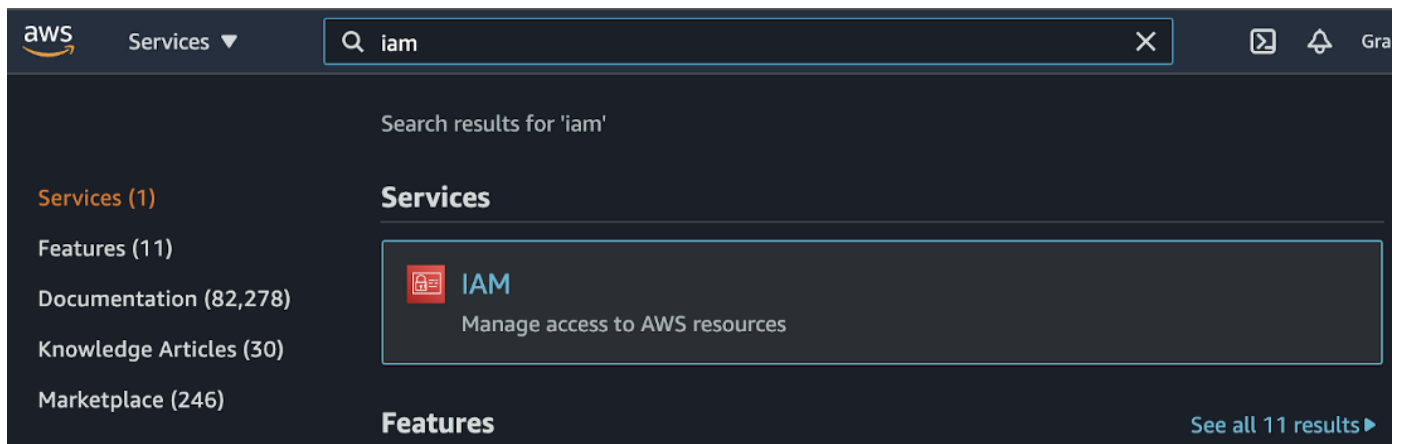 aws Services ▼ iam Gra
Search results for 'iam'
Services (1)
Features (11)
Documentation (82,278)
Knowledge Articles (30)
Marketplace (246)
Services
IAM
Manage access to AWS resources
Features See all 11 results▶